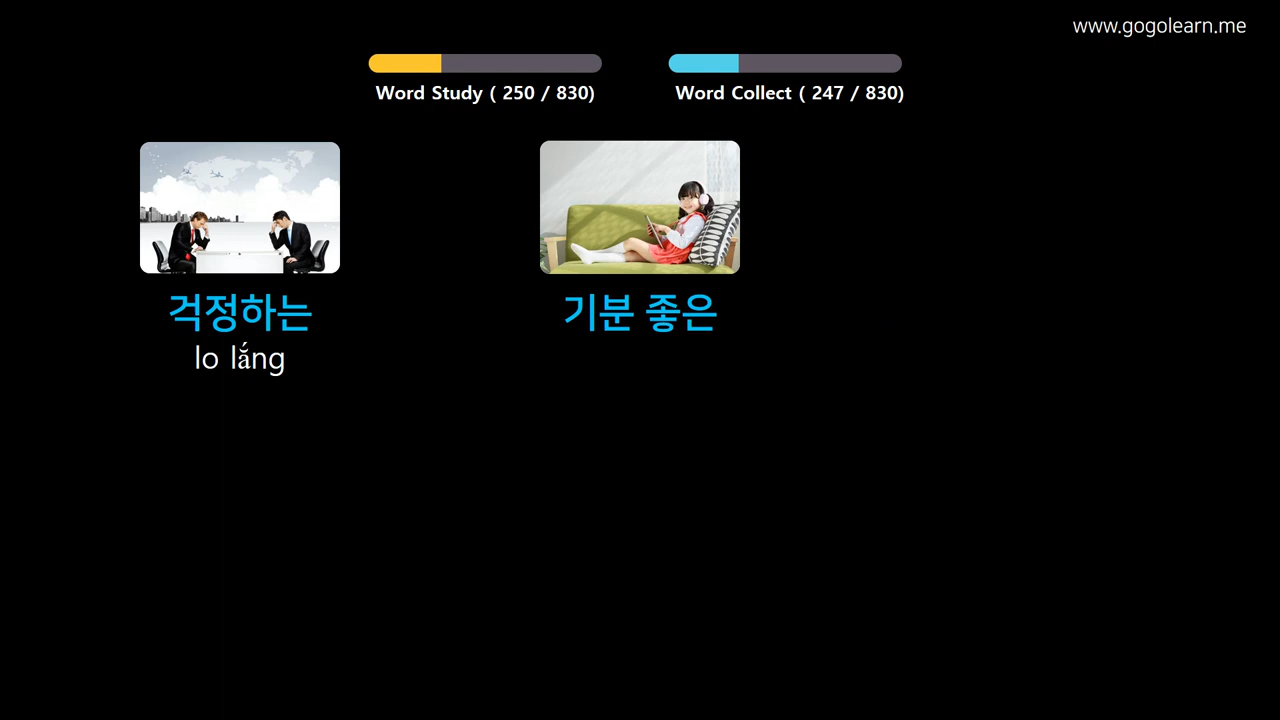 www.gogolearn.me
Word Study ( 250 / 830)
Word Collect ( 247 / 830)
걱정하는
기분 좋은
lo lắng